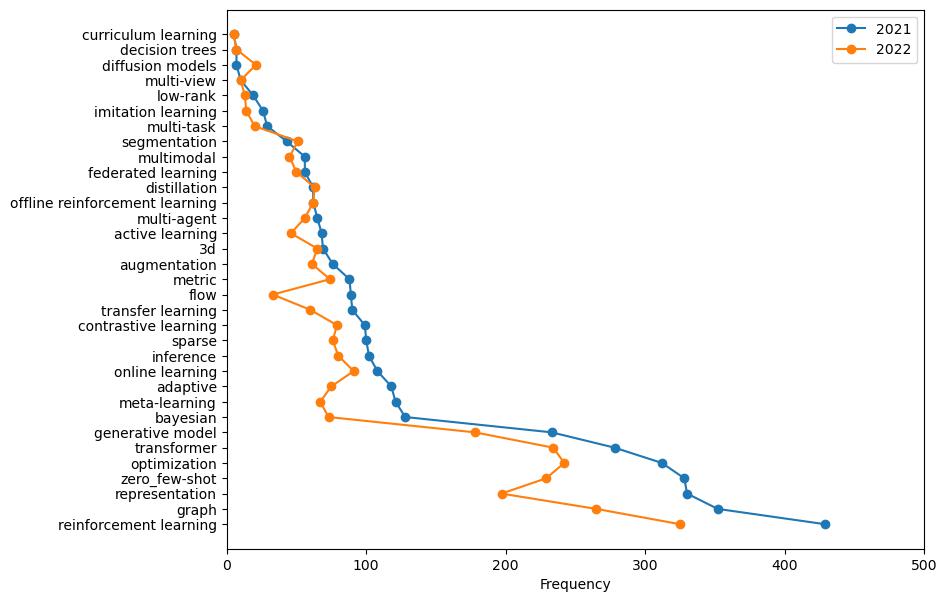 2021
2022
curriculum learning
decision trees
diffusion models
multi-view
low-rank
imitation learning
multi-task
segmentation
multimodal
federated learning
distillation
offline reinforcement learning
multi-agent
active learning
3d
augmentation
metric
flow
transfer learning
contrastive learning
sparse
inference
online learning
adaptive
meta-learning
bayesian
generative model
transformer
optimization
zero_few-shot
representation
graph
reinforcement learning
0 100 200 300 400 500
Frequency